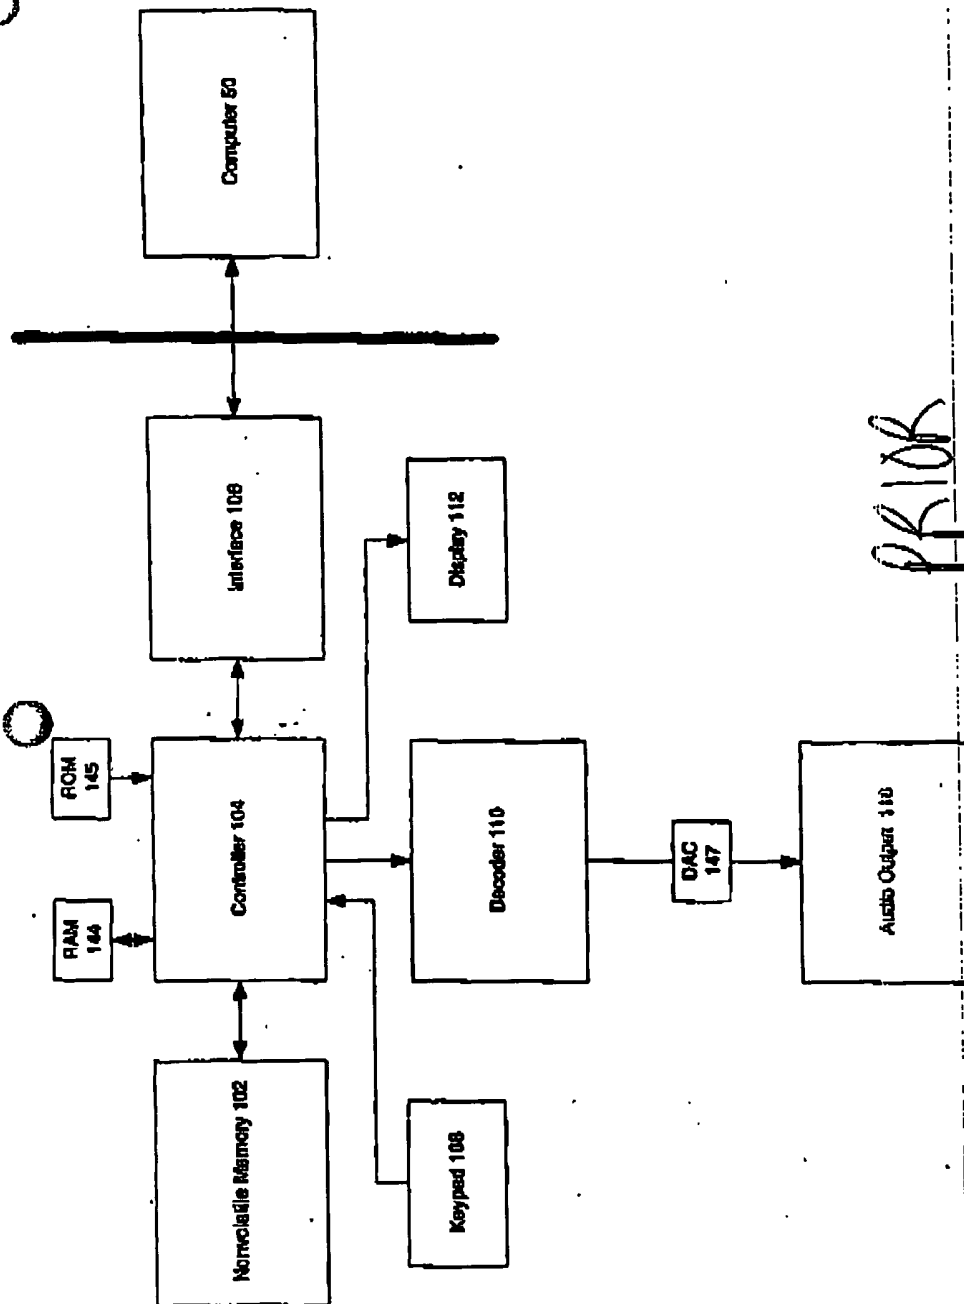 Computer 50
Interface 106
Display 112
ROM
145
Controller 104
RAM
144
Decoder 110
DAC
147
Audio Output 116
Nonvolatile Memory 102
Keypad 108